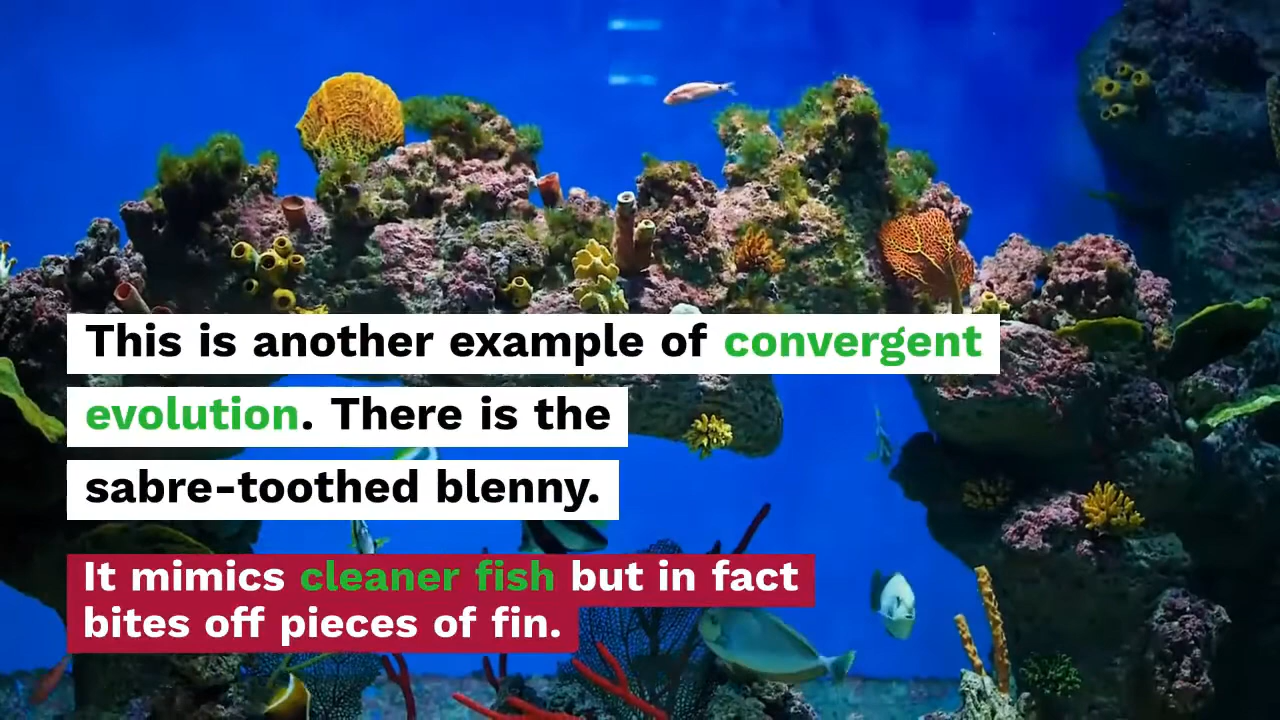 This is another example of convergent
evolution. There is the
sabre-toothed blenny.
It mimics cleaner fish but in fact
bites off pieces of fin.